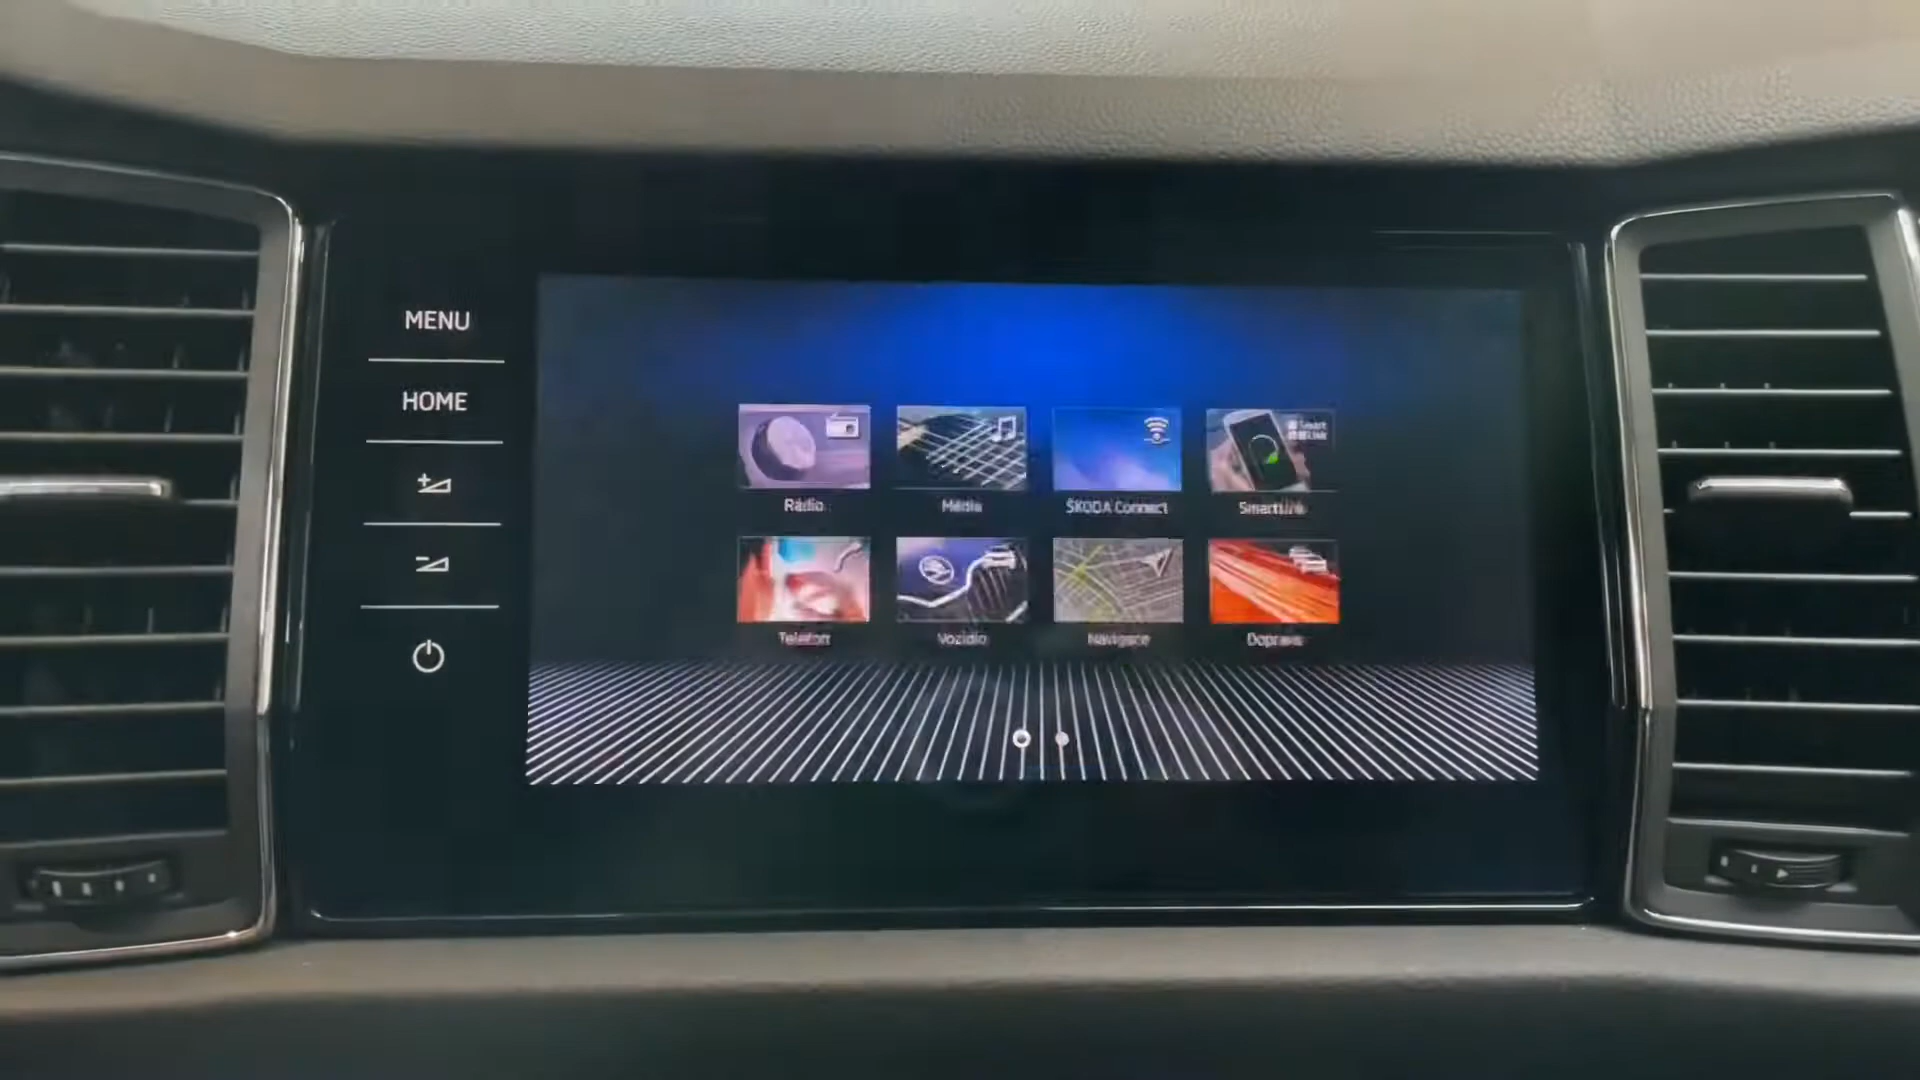 MENU
HOME
Rádio
Média
ŠKODA Connect
SmartLink
Telefon
Vozidlo
Navigace
Doprava